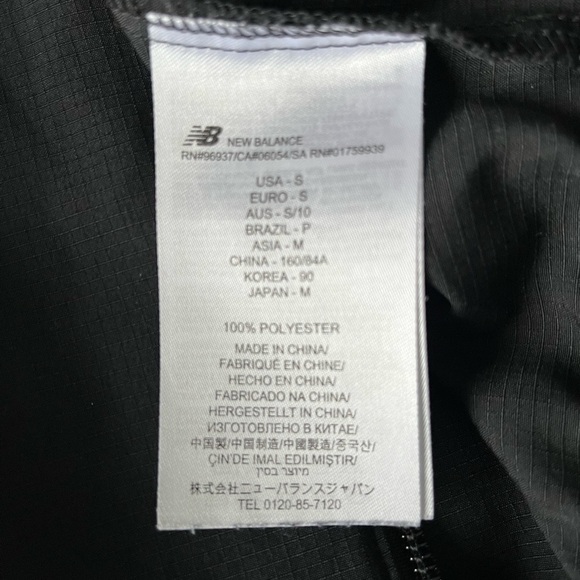 NB NEW BALANCE
RN#96937/CA#06054/SA RN#01759939
USA - S
EURO - S
AUS - S/10
BRAZIL - P
ASIA - M
CHINA - 160/84A
KOREA - 90
JAPAN - M
100% POLYESTER
MADE IN CHINA/
FABRIQUÉ EN CHINE/
HECHO EN CHINA/
FABRICADO NA CHINA/
HERGESTELLT IN CHINA/
ИЗГОТОВЛЕНО В КИТАЕ/
中国製/中国制造/中國製造/중국산/
ÇIN'DE IMAL EDILMIŞTIR/
מיוצר בסין/
株式会社ニューバランスジャパン
TEL 0120-85-7120